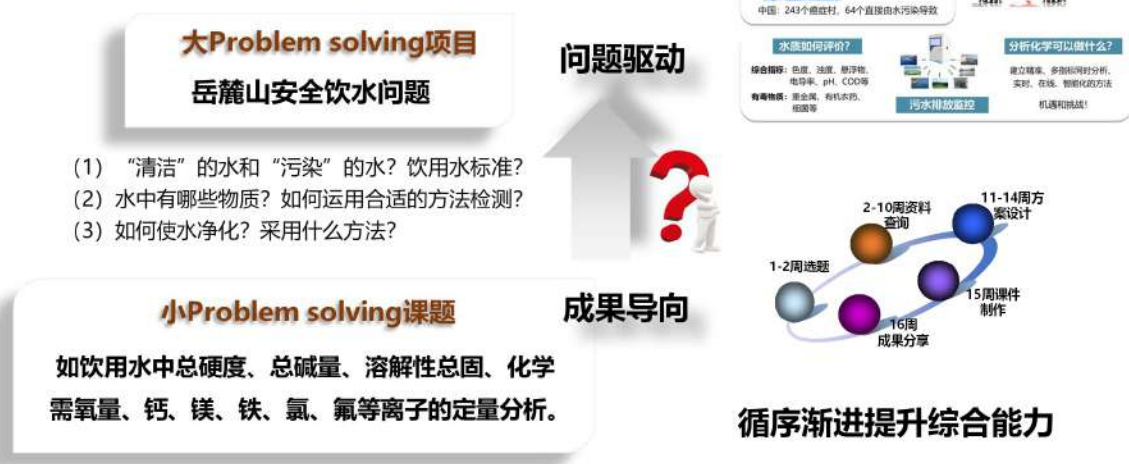 大Problem solving项目
岳麓山安全饮水问题
问题驱动
（1）“清洁”的水和“污染”的水？饮用水标准？
（2）水中有哪些物质？如何运用合适的方法检测？
（3）如何使水净化？采用什么方法？
小Problem solving课题
如饮用水中总硬度、总碱量、溶解性总固、化学
需氧量、钙、镁、铁、氯、氟等离子的定量分析。
成果导向
中国：243个癌症村，64个直接由水污染导致
水质如何评价？
综合指标：色度、浊度、悬浮物、
电导率、pH、COD等
有毒物质：重金属、有机农药、
细菌等
污水排放监控
分析化学可以做什么？
建立精准、多指标同时分析、
实时、在线、智能化的方法
机遇和挑战！
1-2周选题
2-10周资料
查询
11-14周方
案设计
15周课件
制作
16周
成果分享
循序渐进提升综合能力